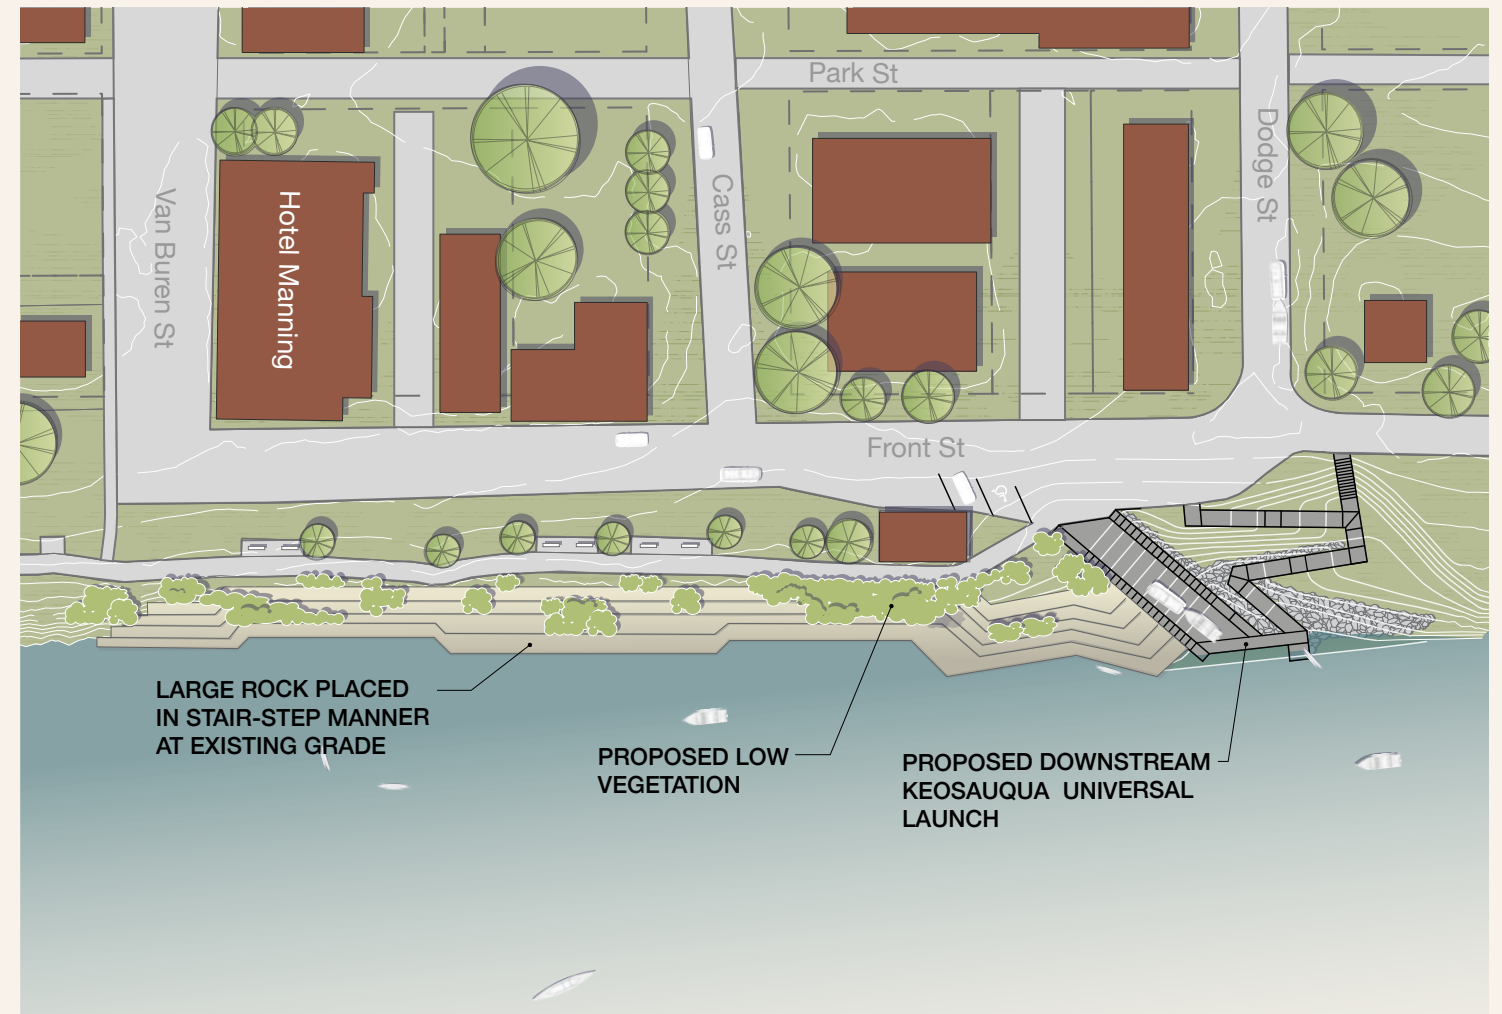 Park St
Dodge St
Van Buren St
Hotel Manning
Cass St
Front St
LARGE ROCK PLACED
IN STAIR-STEP MANNER
AT EXISTING GRADE
PROPOSED LOW
VEGETATION
PROPOSED DOWNSTREAM
KEOSAUQUA UNIVERSAL
LAUNCH